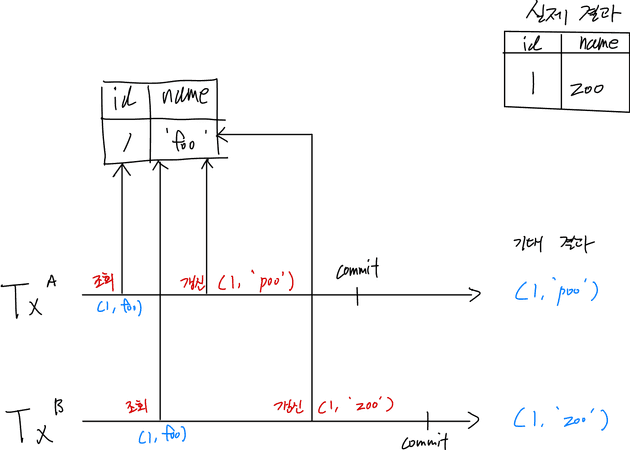 실제 결과
id name
1 zoo
id name
1 'foo'
기대 결과
commit
Tx A 조회 갱신 (1, 'poo') (1, 'poo')
(1, foo)
Tx B 조회 갱신 (1, 'zoo') (1, 'zoo')
(1, foo) commit